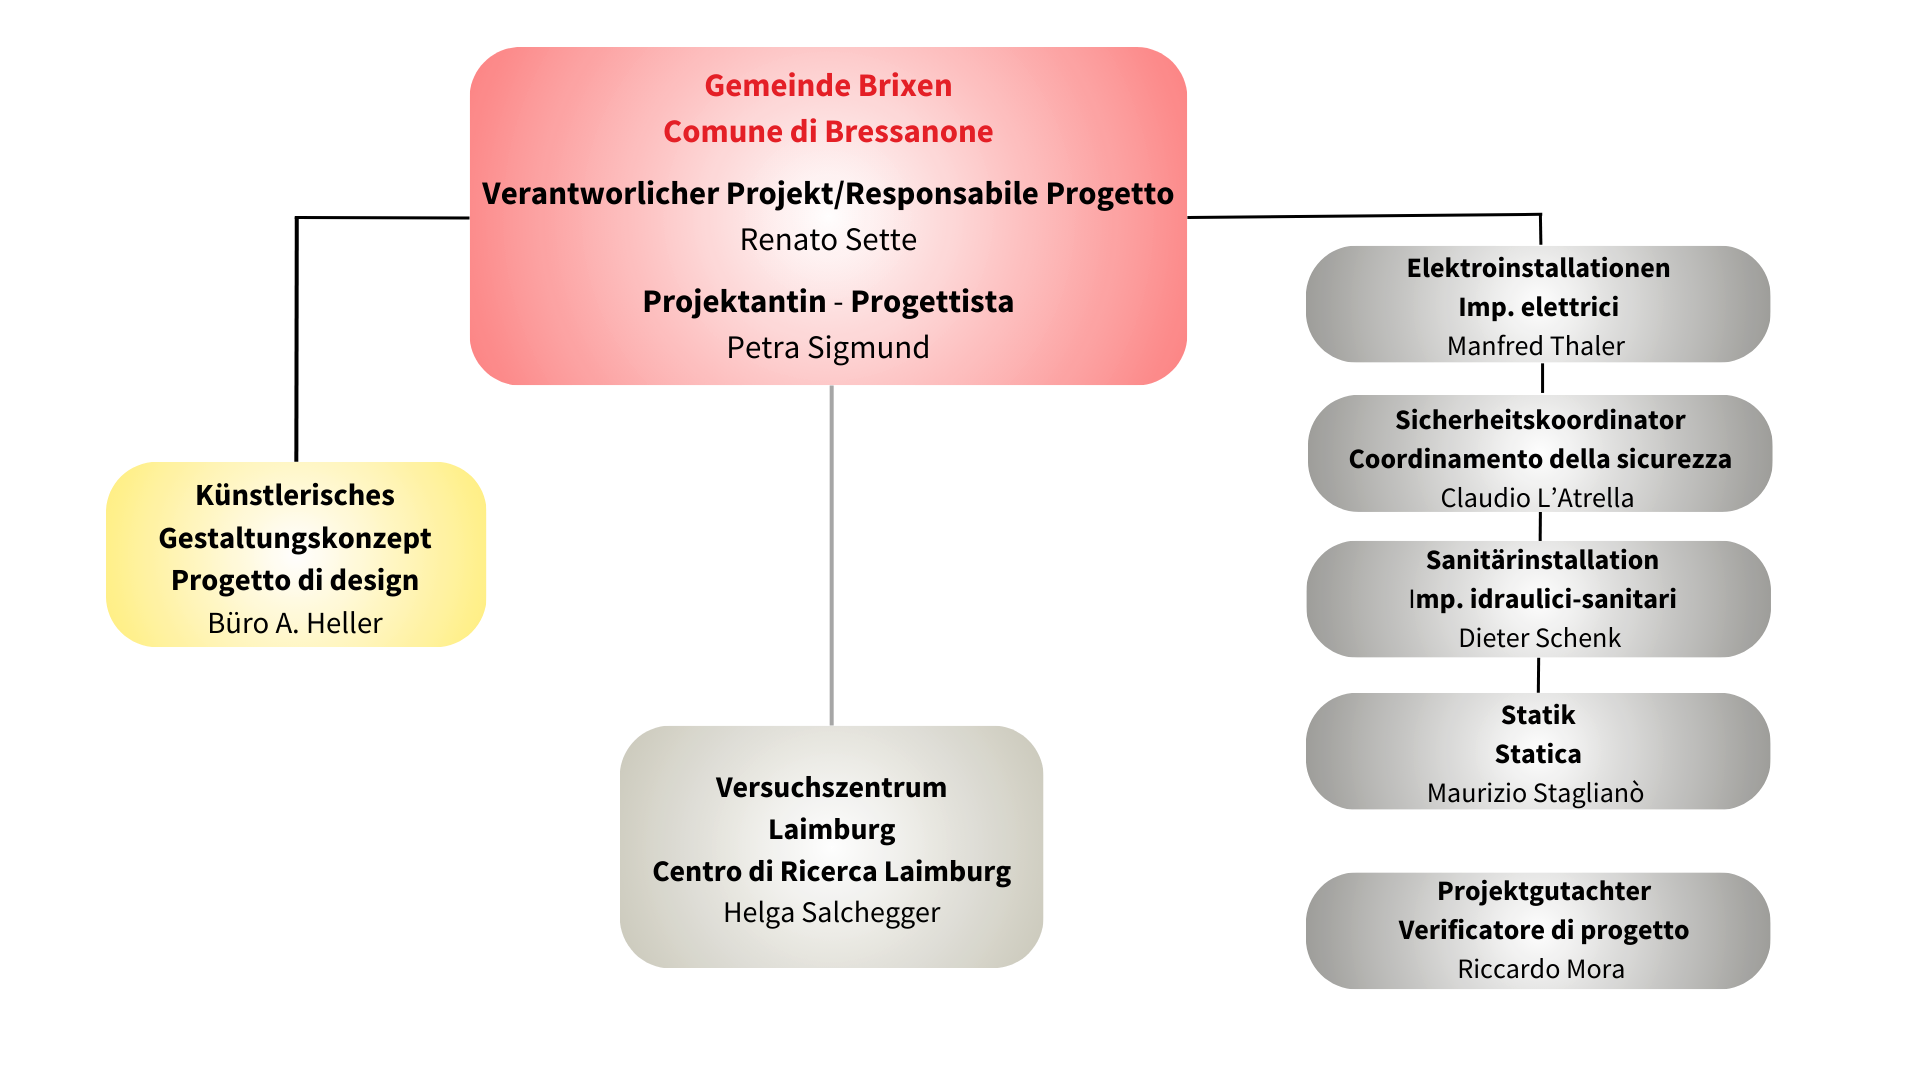 Gemeinde Brixen
Comune di Bressanone
Verantworlicher Projekt/Responsabile Progetto
Renato Sette
Projektantin - Progettista
Petra Sigmund
Künstlerisches
Gestaltungskonzept
Progetto di design
Büro A. Heller
Versuchszentrum
Laimburg
Centro di Ricerca Laimburg
Helga Salchegger
Elektroinstallationen
Imp. elettrici
Manfred Thaler
Sicherheitskoordinator
Coordinamento della sicurezza
Claudio L’Atrella
Sanitärinstallation
Imp. idraulici-sanitari
Dieter Schenk
Statik
Statica
Maurizio Staglianò
Projektgutachter
Verificatore di progetto
Riccardo Mora